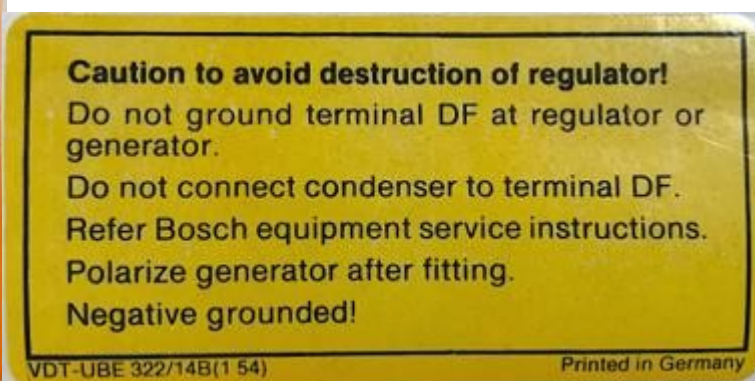 Caution to avoid destruction of regulator!
Do not ground terminal DF at regulator or
generator.
Do not connect condenser to terminal DF.
Refer Bosch equipment service instructions.
Polarize generator after fitting.
Negative grounded!
VDT-UBE 322/14B(1 54)
Printed in Germany